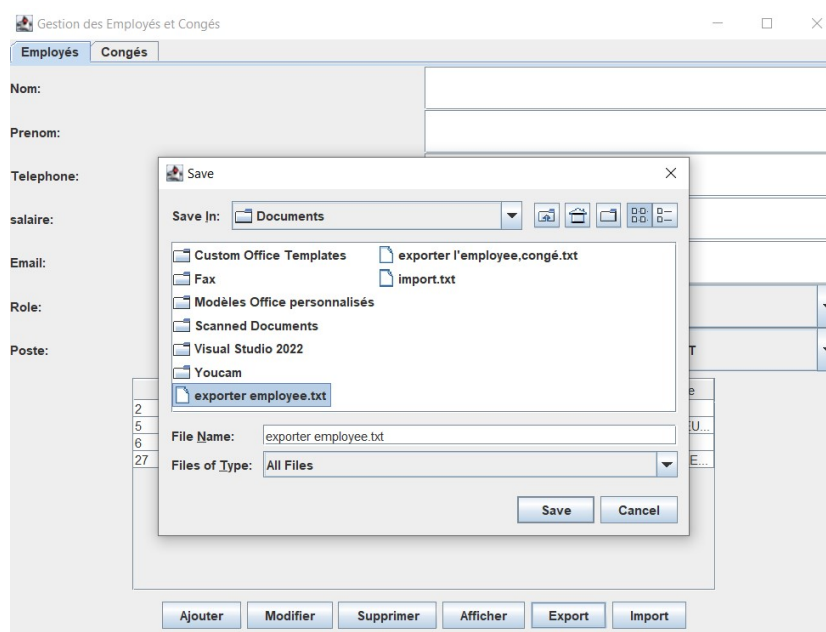 Gestion des Employés et Congés
Employés Congés
Nom:
Prenom:
Telephone:
salaire:
Email:
Role:
Poste:
Save
Save In: Documents
Custom Office Templates
Fax
Modèles Office personnalisés
Scanned Documents
Visual Studio 2022
Youcam
exporter employee.txt
exporter l'employee,congé.txt
import.txt
File Name: exporter employee.txt
Files of Type: All Files
Save Cancel
T
e
2
5 EU...
6
27 E...
Ajouter Modifier Supprimer Afficher Export Import